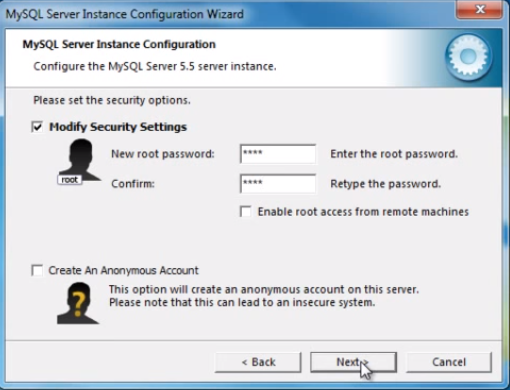 MySQL Server Instance Configuration Wizard
MySQL Server Instance Configuration
Configure the MySQL Server 5.5 server instance.
Please set the security options.
Modify Security Settings
root
New root password: **** Enter the root password.
Confirm: **** Retype the password.
Enable root access from remote machines
Create An Anonymous Account
?
This option will create an anonymous account on this server.
Please note that this can lead to an insecure system.
< Back Next > Cancel